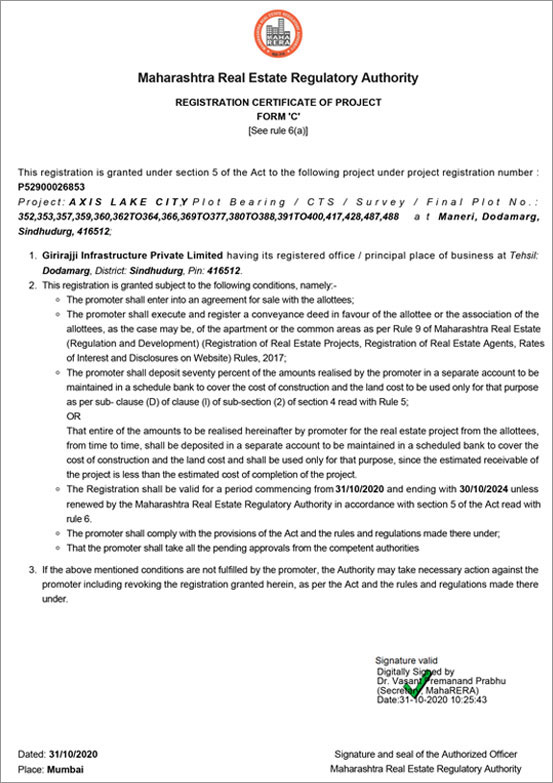 MAHA
RERA
Maharashtra Real Estate Regulatory Authority
REGISTRATION CERTIFICATE OF PROJECT
FORM 'C'
[See rule 6(a)]
This registration is granted under section 5 of the Act to the following project under project registration number :
P52900026853
Project: AXIS LAKE CITY Plot Bearing / CTS / Survey / Final Plot No.:
352,353,357,359,360,362TO364,366,369TO377,380TO388,391TO400,417,428,487,488 at Maneri, Dodamarg,
Sindhudurg, 416512;
1. Girirajji Infrastructure Private Limited having its registered office / principal place of business at Tehsil:
Dodamarg, District: Sindhudurg, Pin: 416512.
2. This registration is granted subject to the following conditions, namely:-
The promoter shall enter into an agreement for sale with the allottees;
The promoter shall execute and register a conveyance deed in favour of the allottee or the association of the
allottees, as the case may be, of the apartment or the common areas as per Rule 9 of Maharashtra Real Estate
(Regulation and Development) (Registration of Real Estate Projects, Registration of Real Estate Agents, Rates
of Interest and Disclosures on Website) Rules, 2017;
The promoter shall deposit seventy percent of the amounts realised by the promoter in a separate account to be
maintained in a schedule bank to cover the cost of construction and the land cost to be used only for that purpose
as per sub- clause (D) of clause (l) of sub-section (2) of section 4 read with Rule 5;
OR
That entire of the amounts to be realised hereinafter by promoter for the real estate project from the allottees,
from time to time, shall be deposited in a separate account to be maintained in a scheduled bank to cover the
cost of construction and the land cost and shall be used only for that purpose, since the estimated receivable of
the project is less than the estimated cost of completion of the project.
The Registration shall be valid for a period commencing from 31/10/2020 and ending with 30/10/2024 unless
renewed by the Maharashtra Real Estate Regulatory Authority in accordance with section 5 of the Act read with
rule 6.
The promoter shall comply with the provisions of the Act and the rules and regulations made there under;
That the promoter shall take all the pending approvals from the competent authorities
3. If the above mentioned conditions are not fulfilled by the promoter, the Authority may take necessary action against the
promoter including revoking the registration granted herein, as per the Act and the rules and regulations made there
under.
Signature valid
Digitally Signed by
Dr. Vasant Premanand Prabhu
(Secretary, MahaRERA)
Date:31-10-2020 10:25:43
Dated: 31/10/2020
Place: Mumbai
Signature and seal of the Authorized Officer
Maharashtra Real Estate Regulatory Authority